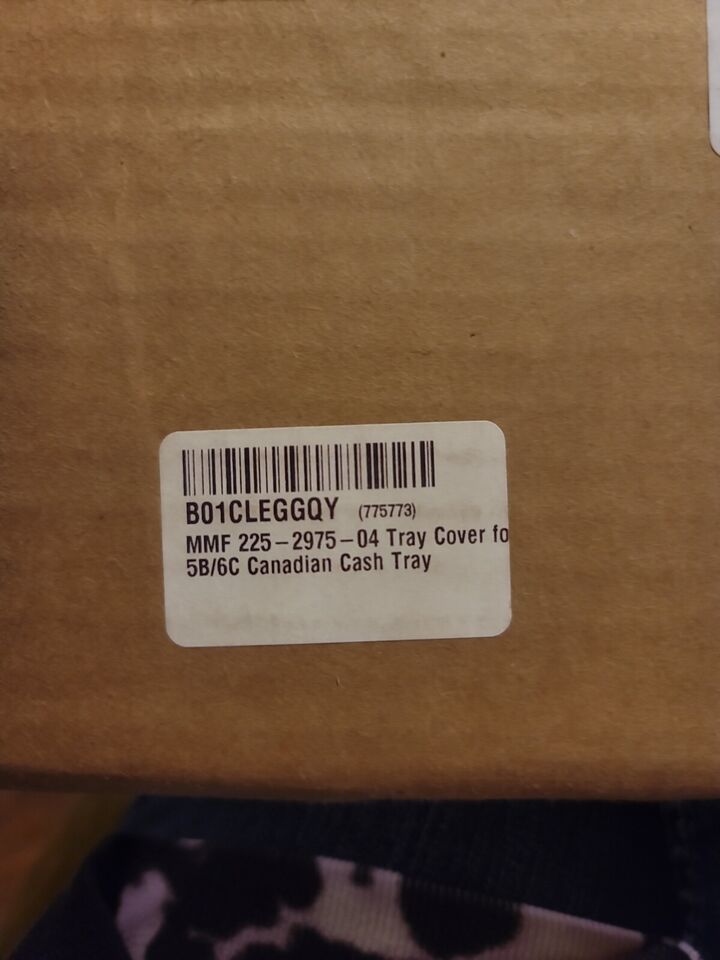 B01CLEGGQY (775773)
MMF 225-2975-04 Tray Cover fo
5B/6C Canadian Cash Tray